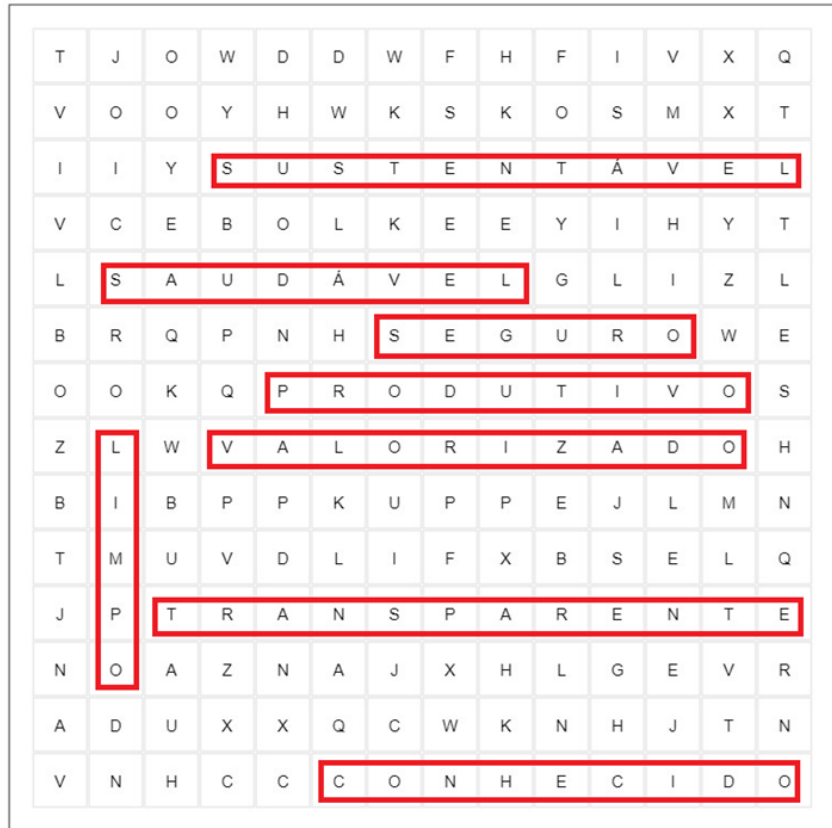 T J O W D D W F H F I V X Q
V O O Y H W K S K O S M X T
I I Y S U S T E N T Á V E L
V C E B O L K E E Y I H Y T
L S A U D Á V E L G L I Z L
B R Q P N H S E G U R O W E
O O K Q P R O D U T I V O S
Z L W V A L O R I Z A D O H
B I B P P K U P P E J L M N
T M U V D L I F X B S E L Q
J P T R A N S P A R E N T E
N O A Z N A J X H L G E V R
A D U X X Q C W K N H J T N
V N H C C C O N H E C I D O